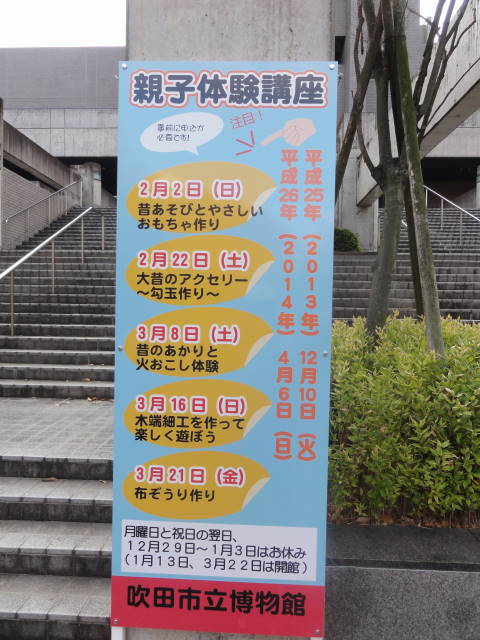 親子体験講座
事前に申込が
必要です!
注目!
平成25年(2013年)12月10日(火)
平成26年(2014年)4月6日(日)
2月2日(日)
昔あそびとやさしい
おもちゃ作り
2月22日(土)
大昔のアクセリー
~勾玉作り~
3月8日(土)
昔のあかりと
火おこし体験
3月16日(日)
木端細工を作って
楽しく遊ぼう
3月21日(金)
布ぞうり作り
月曜日と祝日の翌日、
12月29日~1月3日はお休み
(1月13日、3月22日は開館)
吹田市立博物館